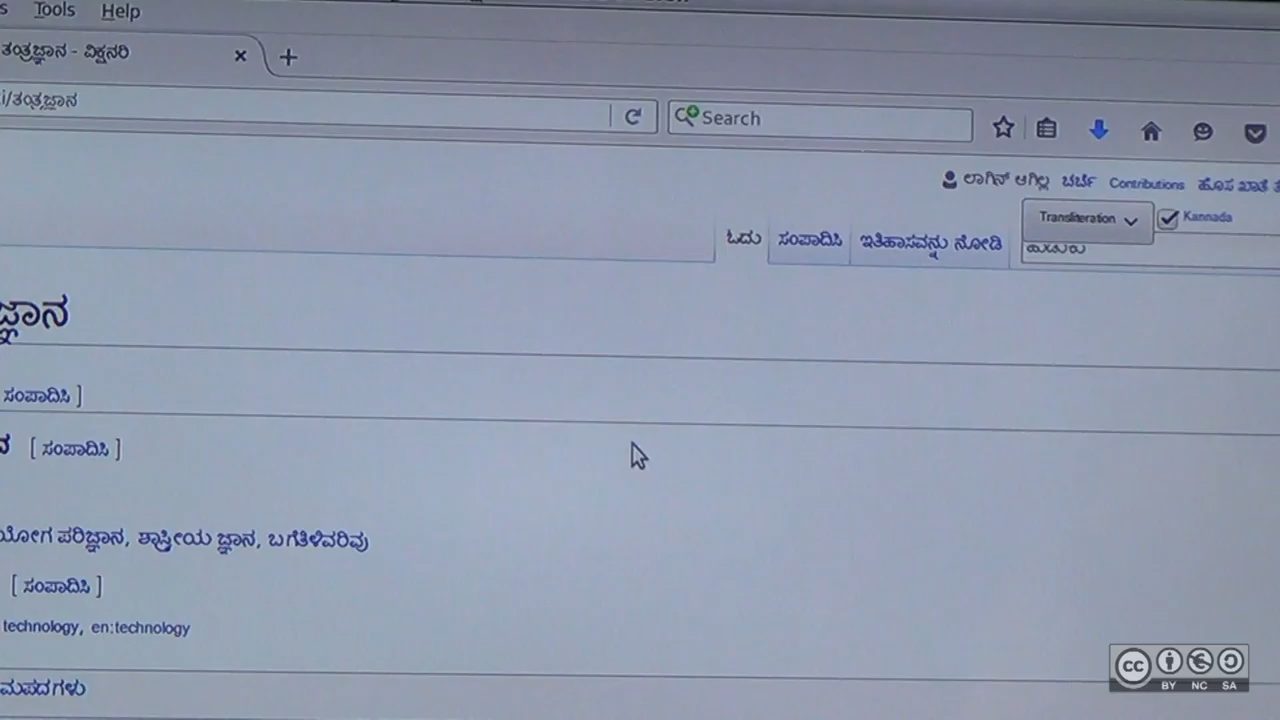 s Tools Help
ತಂತ್ರಜ್ಞಾನ - ವಿಕ್ಷನರಿ × +
i/ತಂತ್ರಜ್ಞಾನ Search
ಲಾಗಿನ್ ಆಗಿಲ್ಲ ಚರ್ಚೆ Contributions ಹೊಸ ಖಾತೆ
Transliteration Kannada
ಓದು ಸಂಪಾದಿಸಿ ಇತಿಹಾಸವನ್ನು ನೋಡಿ ಹುಡುಕು
ಜ್ಞಾನ
ಸಂಪಾದಿಸಿ ]
[ ಸಂಪಾದಿಸಿ ]
ಯೋಗ ಪರಿಜ್ಞಾನ, ಶಾಸ್ತ್ರೀಯ ಜ್ಞಾನ, ಬಗೆತಿಳಿವರಿವು
[ ಸಂಪಾದಿಸಿ ]
technology, en:technology
ಮಪದಗಳು
cc BY NC SA